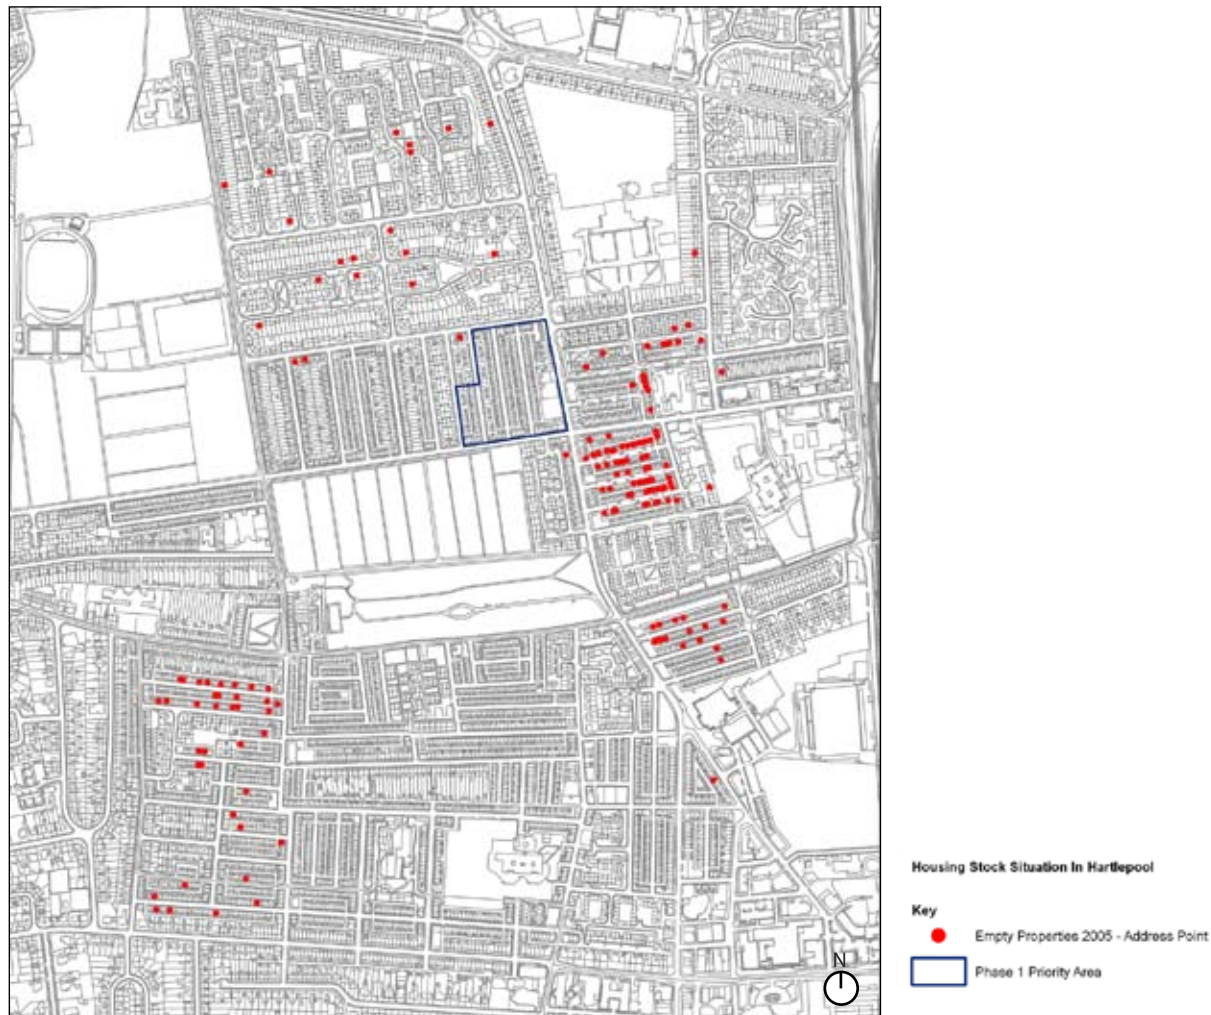 N
Housing Stock Situation In Hartlepool
Key
Empty Properties 2005 - Address Point
Phase 1 Priority Area